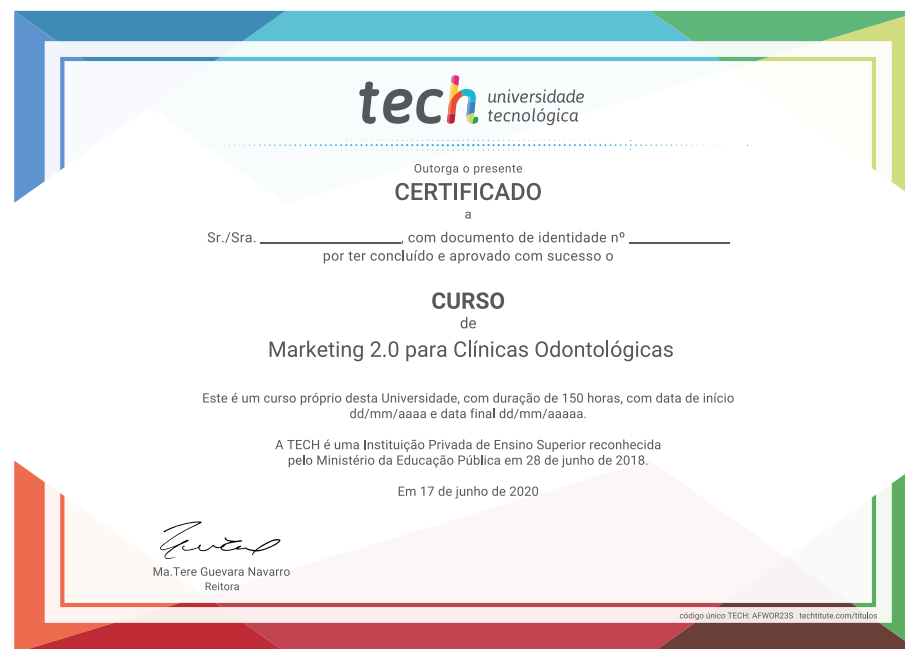 tech universidade
tecnológica
Outorga o presente
CERTIFICADO
a
Sr./Sra. ________________, com documento de identidade nº ____________
por ter concluído e aprovado com sucesso o
CURSO
de
Marketing 2.0 para Clínicas Odontológicas
Este é um curso próprio desta Universidade, com duração de 150 horas, com data de início
dd/mm/aaaa e data final dd/mm/aaaaa.
A TECH é uma Instituição Privada de Ensino Superior reconhecida
pelo Ministério da Educação Pública em 28 de junho de 2018.
Em 17 de junho de 2020
Ma.Tere Guevara Navarro
Reitora
código único TECH: AFWOR23S techtitute.com/títulos